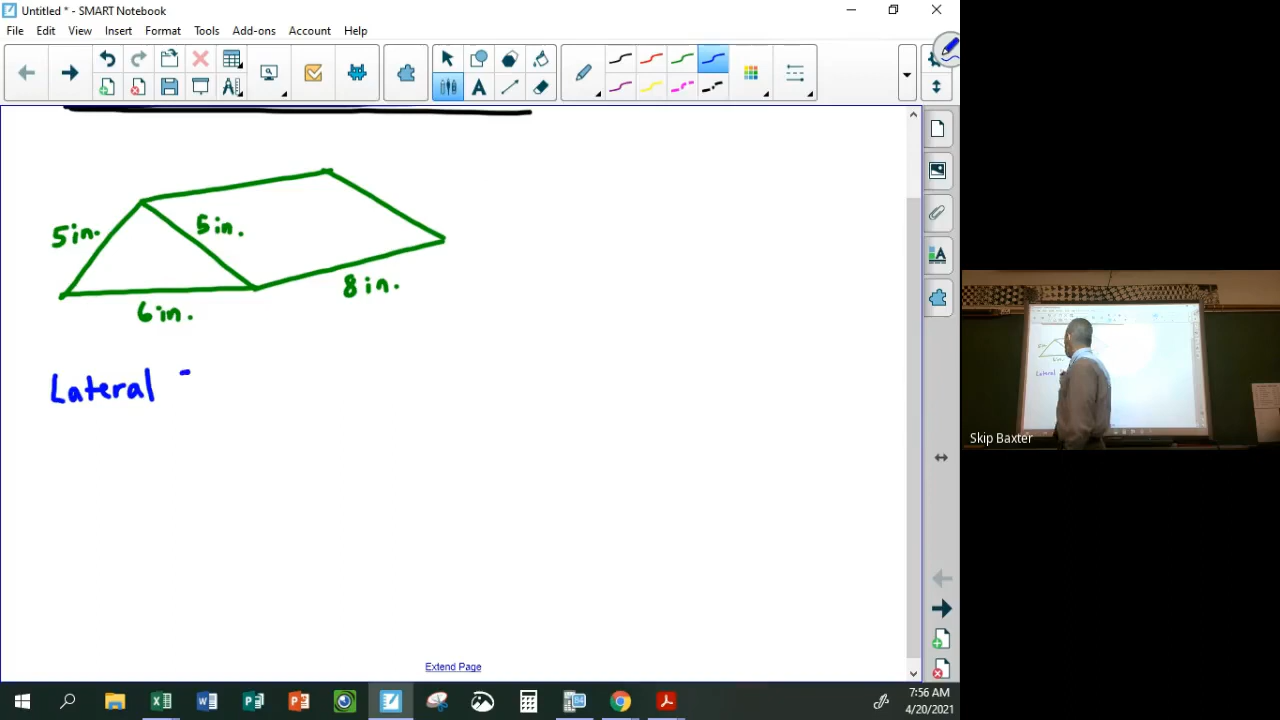 Untitled * - SMART Notebook
File Edit View Insert Format Tools Add-ons Account Help
5in.
5in.
8in.
6in.
Lateral
Extend Page
Skip Baxter
7:56 AM
4/20/2021